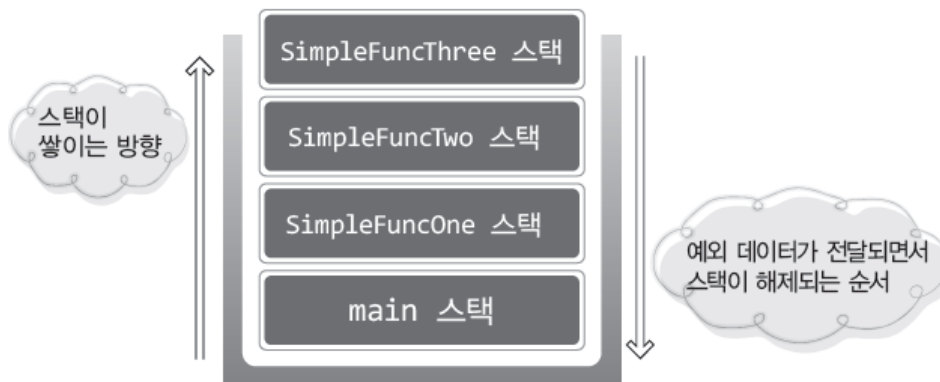 SimpleFuncThree 스택
스택이
쌓이는 방향
SimpleFuncTwo 스택
SimpleFuncOne 스택
예외 데이터가 전달되면서
스택이 해제되는 순서
main 스택